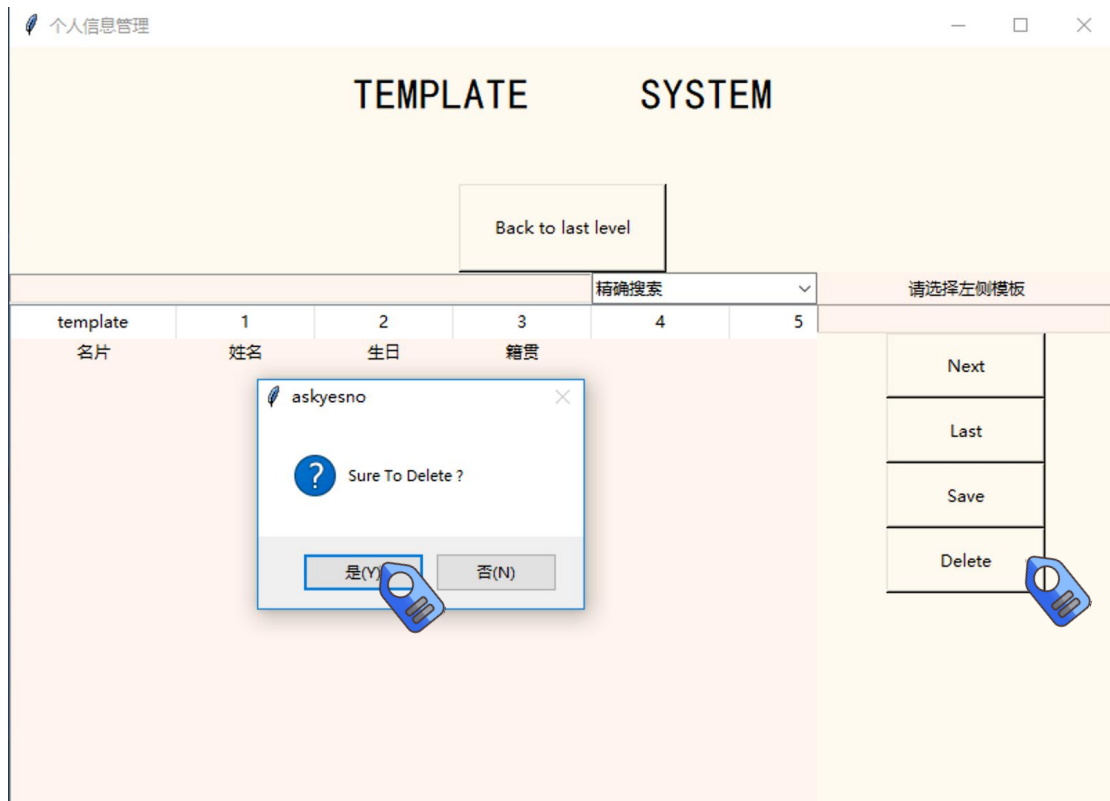 个人信息管理
TEMPLATE SYSTEM
Back to last level
精确搜索 请选择左侧模板
template 1 2 3 4 5
名片 姓名 生日 籍贯
Next
askyesno
Last
Sure To Delete ?
Save
Delete
是(Y) 否(N)